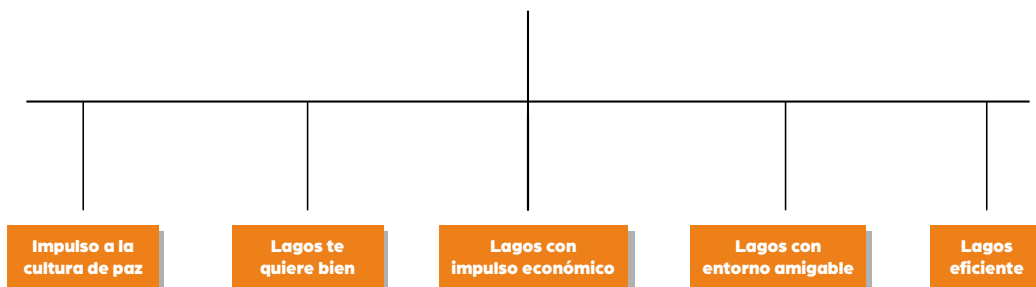 Impulso a la
cultura de paz
Lagos te
quiere bien
Lagos con
impulso económico
Lagos con
entorno amigable
Lagos
eficiente